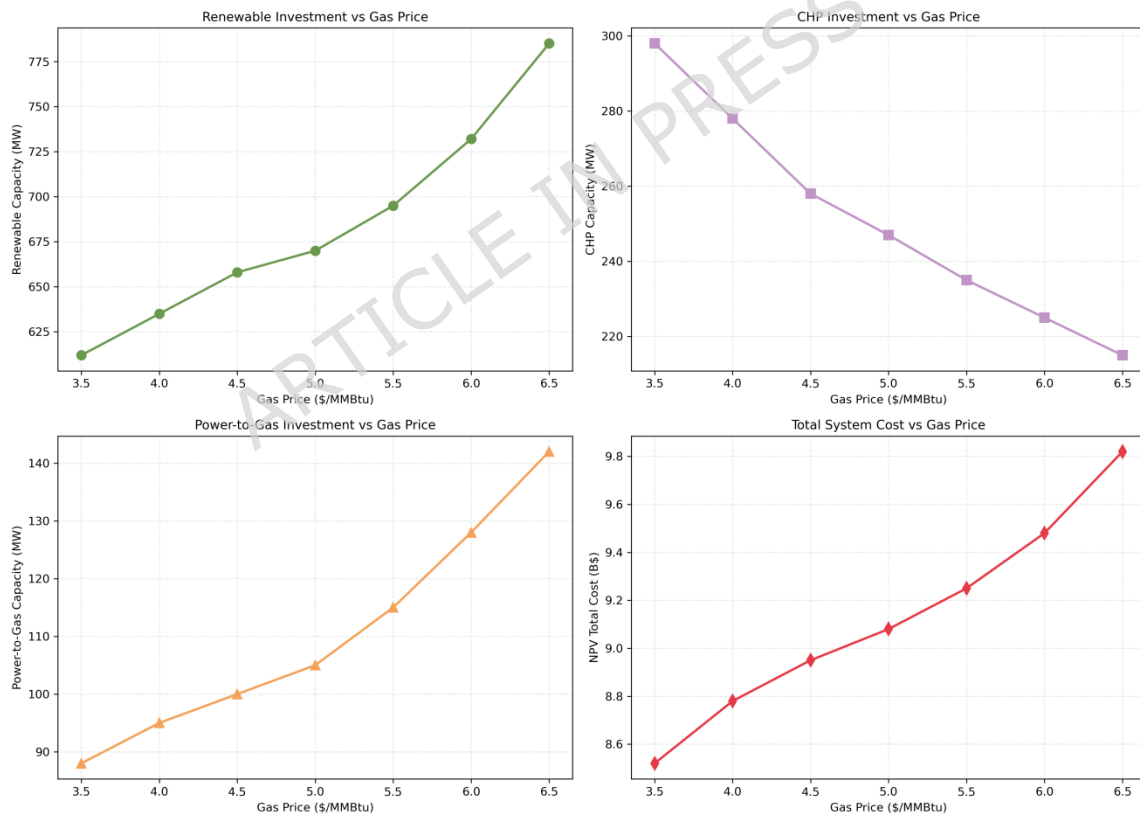 Renewable Investment vs Gas Price
Renewable Capacity (MW)
775
750
725
700
675
650
625
3.5 4.0 4.5 5.0 5.5 6.0 6.5
Gas Price ($/MMBtu)
CHP Investment vs Gas Price
CHP Capacity (MW)
300
280
260
240
220
3.5 4.0 4.5 5.0 5.5 6.0 6.5
Gas Price ($/MMBtu)
Power-to-Gas Investment vs Gas Price
Power-to-Gas Capacity (MW)
140
130
120
110
100
90
3.5 4.0 4.5 5.0 5.5 6.0 6.5
Gas Price ($/MMBtu)
Total System Cost vs Gas Price
NPV Total Cost (B$)
9.8
9.6
9.4
9.2
9.0
8.8
8.6
3.5 4.0 4.5 5.0 5.5 6.0 6.5
Gas Price ($/MMBtu)
ARTICLE IN PRESS